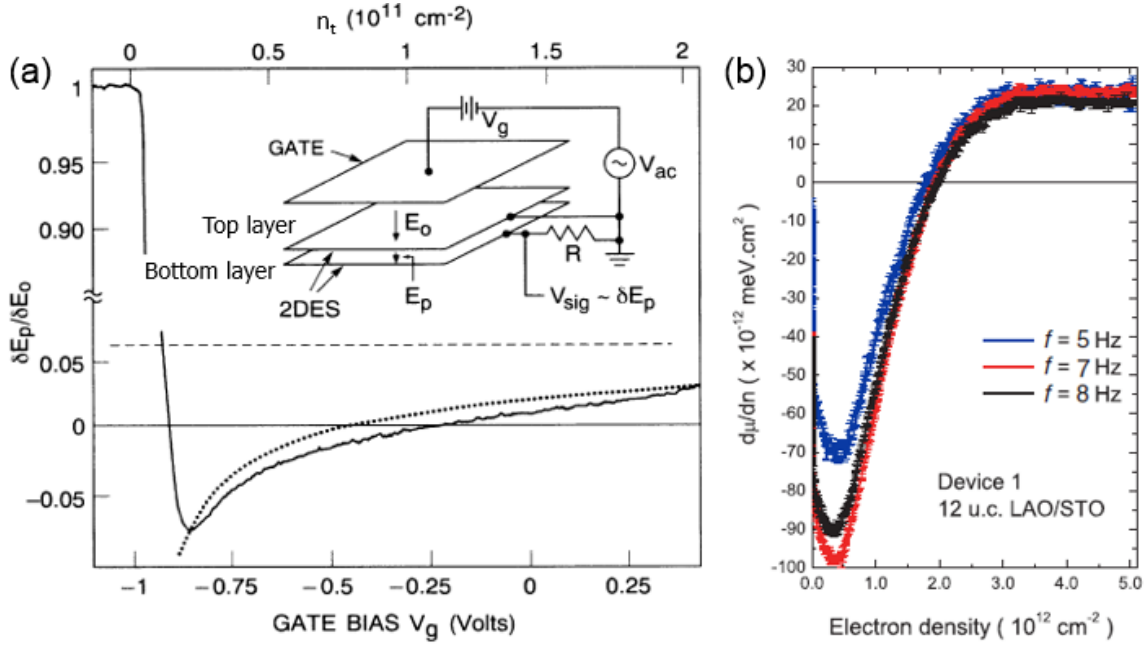 (a)
n_t (10^11 cm^-2)
0 0.5 1 1.5 2
1
0.95
0.90
0.05
0
−0.05
δE_p/δE_o
−1 −0.75 −0.5 −0.25 0 0.25
GATE BIAS V_g (Volts)
GATE
V_g
V_ac
Top layer
E_o
Bottom layer
R
2DES
E_p
V_sig ~ δE_p
(b)
30
20
10
0
-10
-20
-30
-40
-50
-60
-70
-80
-90
-100
dμ/dn ( x 10^-12 meV.cm^2)
f = 5 Hz
f = 7 Hz
f = 8 Hz
Device 1
12 u.c. LAO/STO
0.0 1.0 2.0 3.0 4.0 5.0
Electron density ( 10^12 cm^-2 )